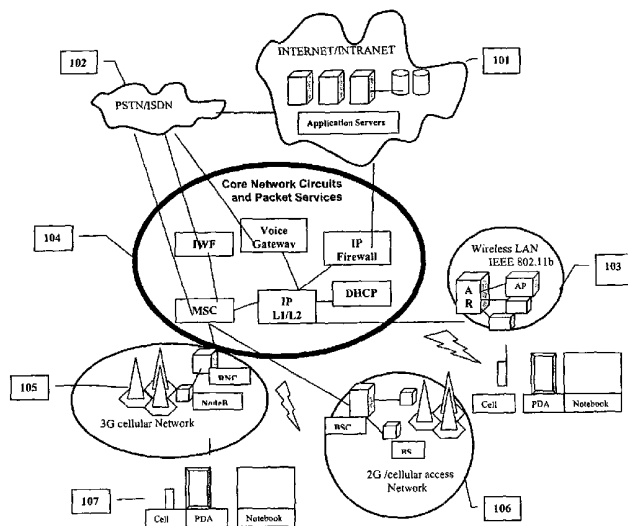 INTERNET/INTRANET
102
101
PSTN/ISDN
Application Servers
Core Network Circuits
and Packet Services
104
IWF
Voice
Gateway
IP
Firewall
Wireless LAN
IEEE 802.11b
103
A
R
AP
MSC
IP
L1/L2
DHCP
105
RNC
NodeB
3G cellular Network
Cell
PDA
Notebook
BSC
BS
2G /cellular access
Network
107
Cell
PDA
Notebook
106